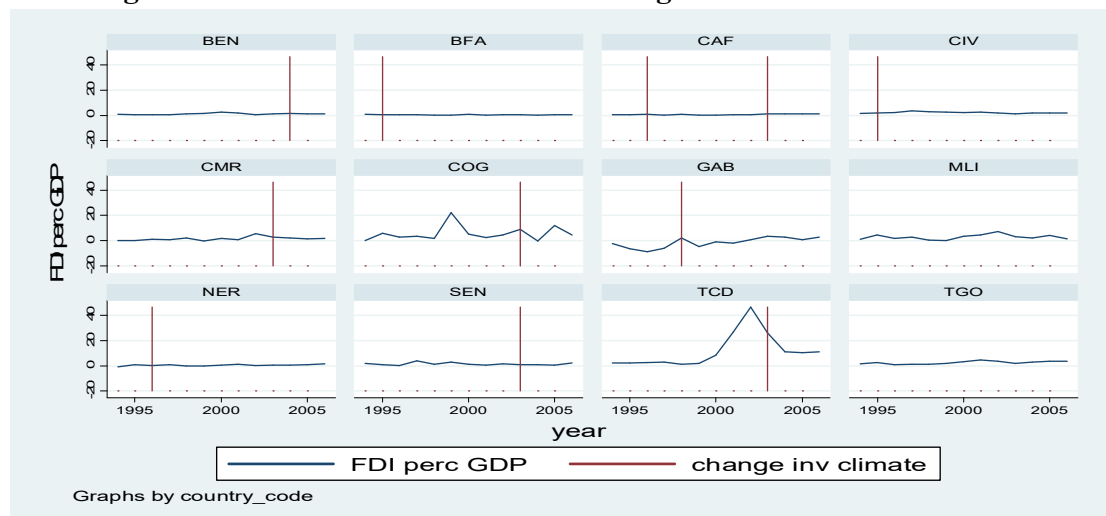 BEN BFA CAF CIV
-20 0 20 40
CMR COG GAB MLI
-20 0 20 40
NER SEN TCD TGO
-20 0 20 40
1995 2000 2005 1995 2000 2005 1995 2000 2005 1995 2000 2005
FDI perc GDP
year
FDI perc GDP change inv climate
Graphs by country_code